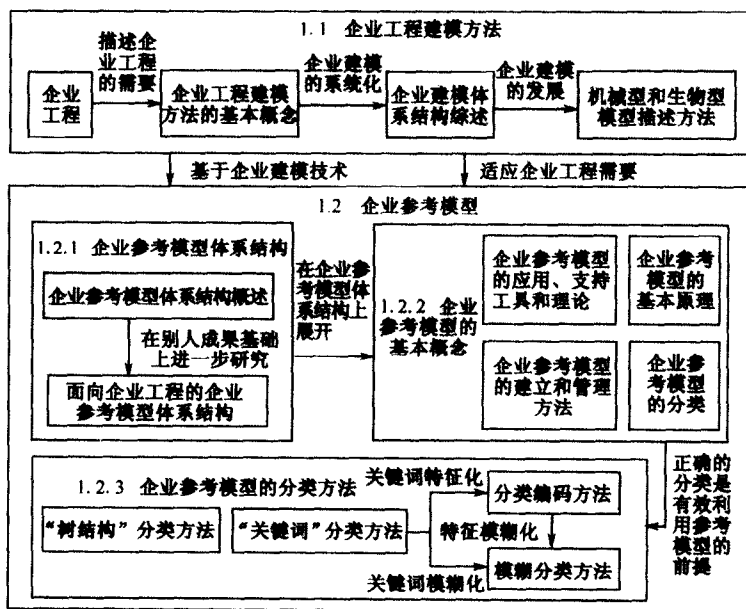 1.1 企业工程建模方法
企业
工程
描述企
业工程
的需要
企业工程建模
方法的基本概念
企业建模
的系统化
企业建模体
系结构综述
企业建模
的发展
机械型和生物型
模型描述方法
基于企业建模技术
适应企业工程需要
1.2 企业参考模型
1.2.1 企业参考模型体系结构
企业参考模型体系结构概述
在别人成果基础
上进一步研究
面向企业工程的企业
参考模型体系结构
在企业参
考模型体
系结构上
展开
1.2.2 企业
参考模型的
基本概念
企业参考模型
的应用、支持
工具和理论
企业参考
模型的
基本原理
企业参考模型
的建立和管理
方法
企业参
考模型
的分类
正确的
分类是
有效利
用参考
模型的
前提
1.2.3 企业参考模型的分类方法
“树结构”分类方法
“关键词”分类方法
关键词特征化
特征模糊化
关键词模糊化
分类编码方法
模糊分类方法